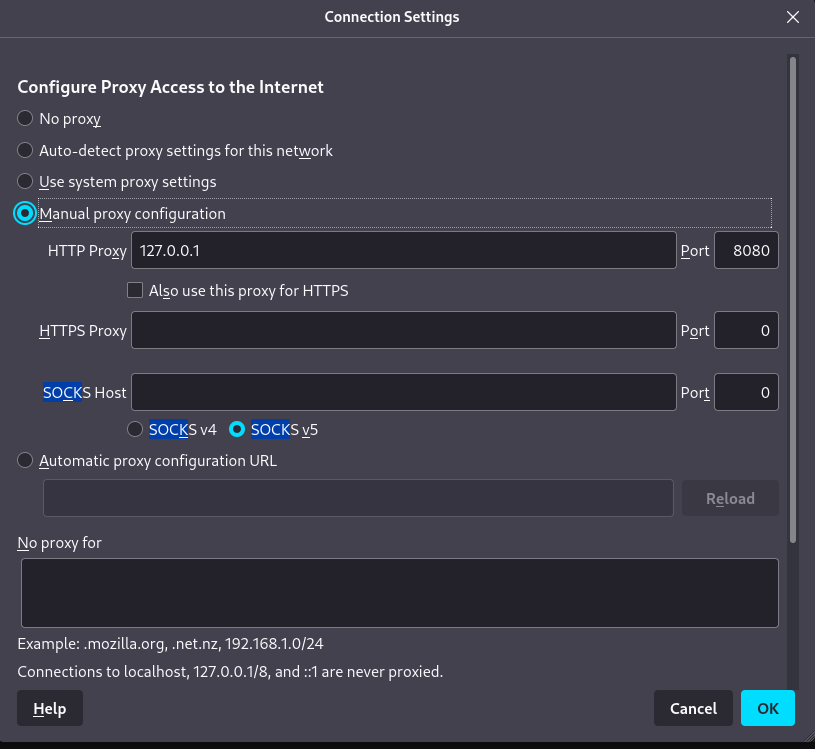 Connection Settings
Configure Proxy Access to the Internet
No proxy
Auto-detect proxy settings for this network
Use system proxy settings
Manual proxy configuration
HTTP Proxy 127.0.0.1 Port 8080
Also use this proxy for HTTPS
HTTPS Proxy Port 0
SOCKS Host Port 0
SOCKS v4 SOCKS v5
Automatic proxy configuration URL
Reload
No proxy for
Example: .mozilla.org, .net.nz, 192.168.1.0/24
Connections to localhost, 127.0.0.1/8, and ::1 are never proxied.
Help Cancel OK